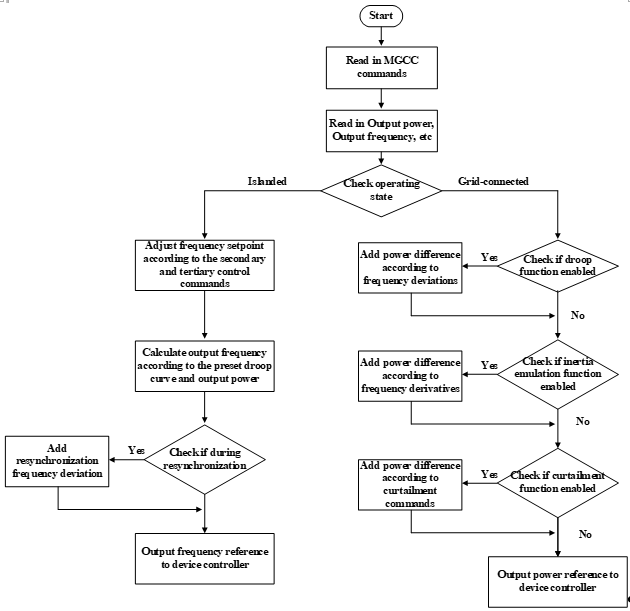 Start
Read in MGCC
commands
Read in Output power,
Output frequency, etc
Check operating
state
Islanded
Grid-connected
Adjust frequency setpoint
according to the secondary
and tertiary control
commands
Calculate output frequency
according to the preset droop
curve and output power
Check if during
resynchronization
Yes
Add
resynchronization
frequency deviation
Output frequency reference
to device controller
Check if droop
function enabled
Yes
Add power difference
according to
frequency deviations
No
Check if inertia
emulation function
enabled
Yes
Add power difference
according to
frequency derivatives
No
Check if curtailment
function enabled
Yes
Add power difference
according to
curtailment
commands
No
Output power reference to
device controller